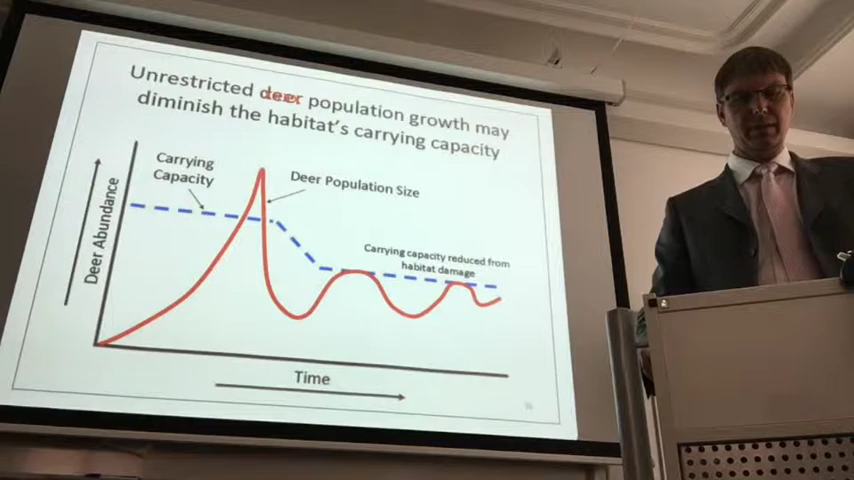 Unrestricted deer population growth may
diminish the habitat's carrying capacity
Carrying
Capacity
Deer Population Size
Deer Abundance
Carrying capacity reduced from
habitat damage
Time